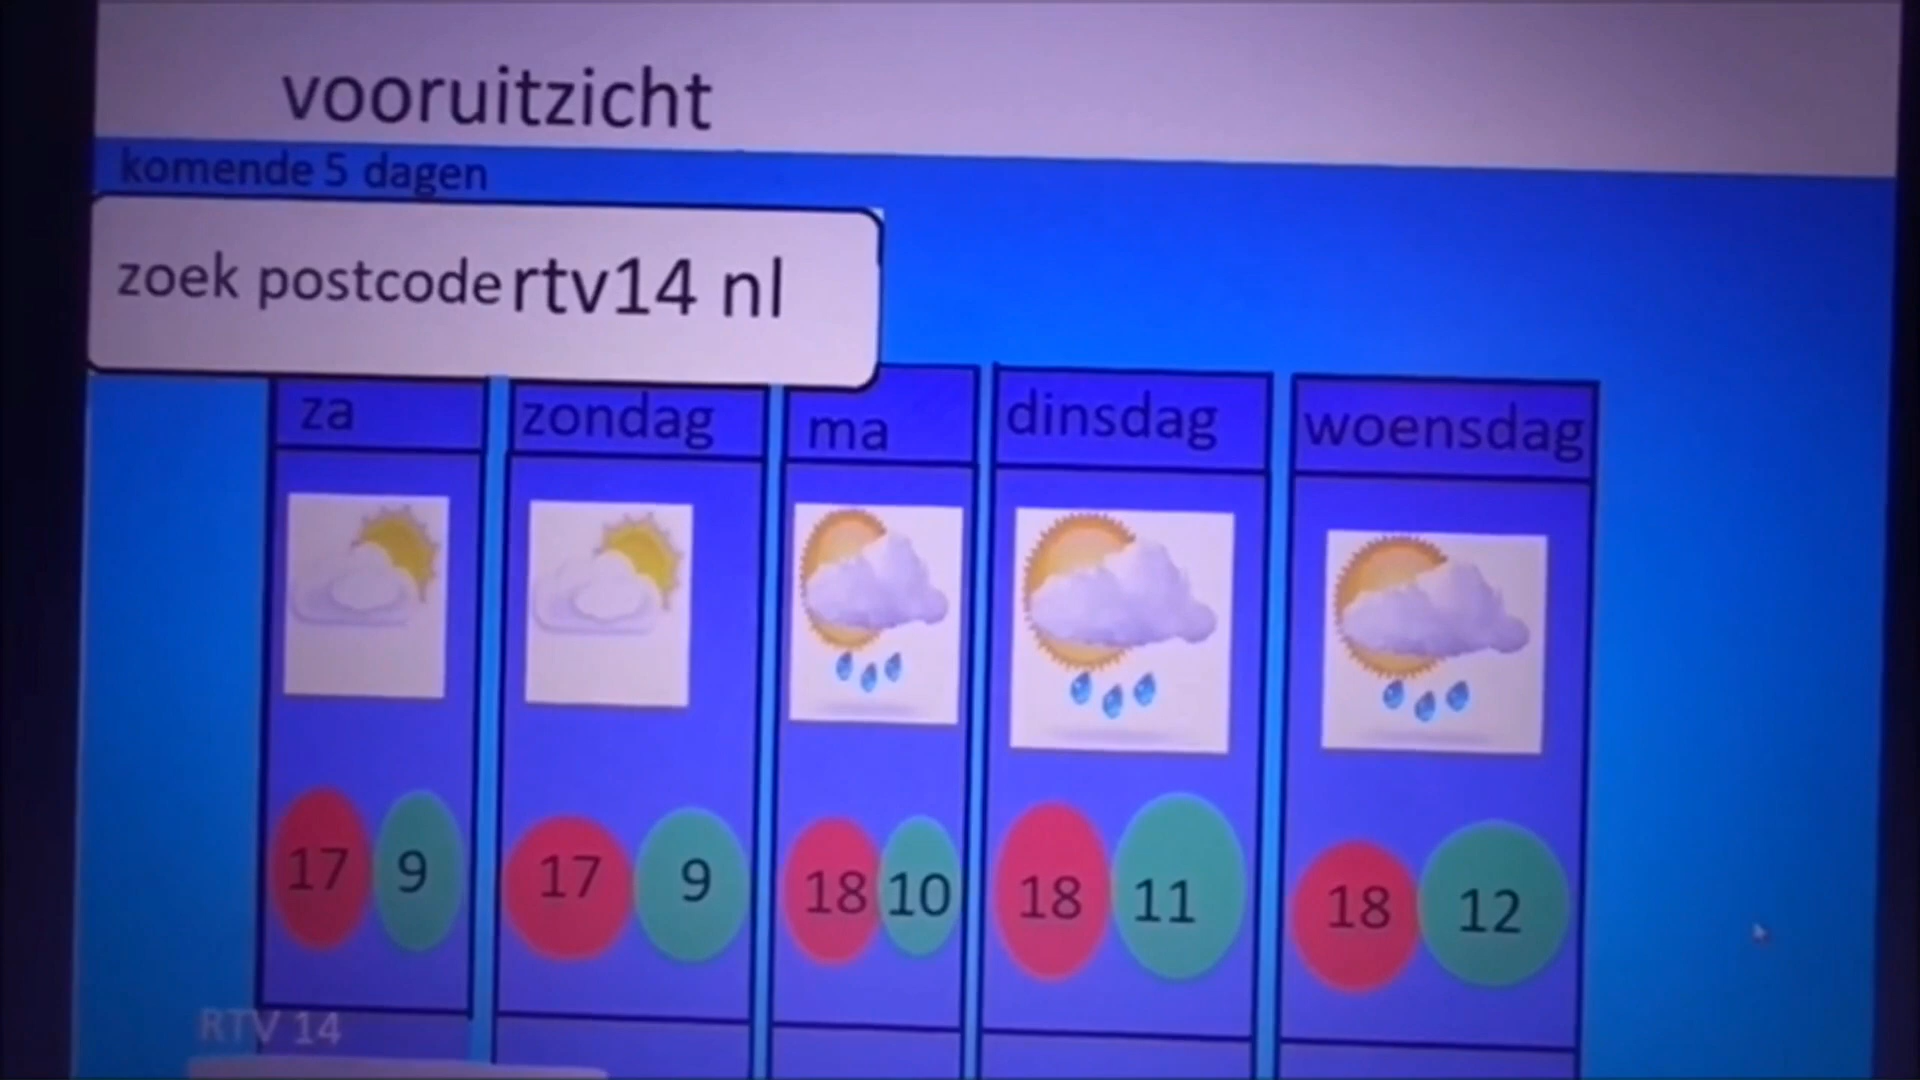 vooruitzicht
komende 5 dagen
zoek postcode rtv14 nl
za zondag ma dinsdag woensdag
17 9 17 9 18 10 18 11 18 12
RTV 14